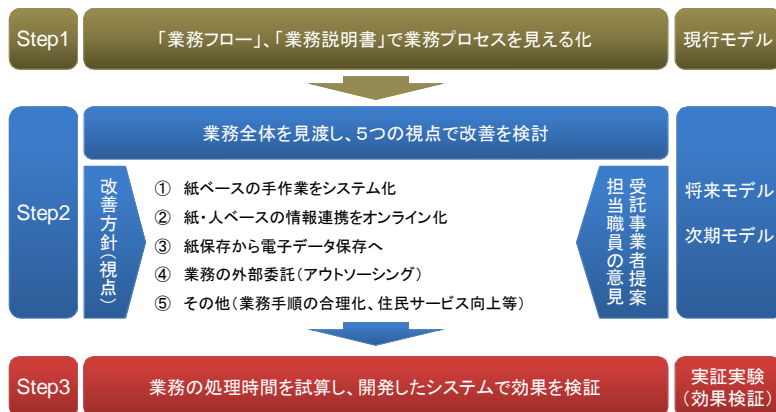 Step1
「業務フロー」、「業務説明書」で業務プロセスを見える化
現行モデル
Step2
業務全体を見渡し、5つの視点で改善を検討
改善方針(視点)
① 紙ベースの手作業をシステム化
② 紙・人ベースの情報連携をオンライン化
③ 紙保存から電子データ保存へ
④ 業務の外部委託(アウトソーシング)
⑤ その他(業務手順の合理化、住民サービス向上等)
受託事業者提案
担当職員の意見
将来モデル
次期モデル
Step3
業務の処理時間を試算し、開発したシステムで効果を検証
実証実験
(効果検証)